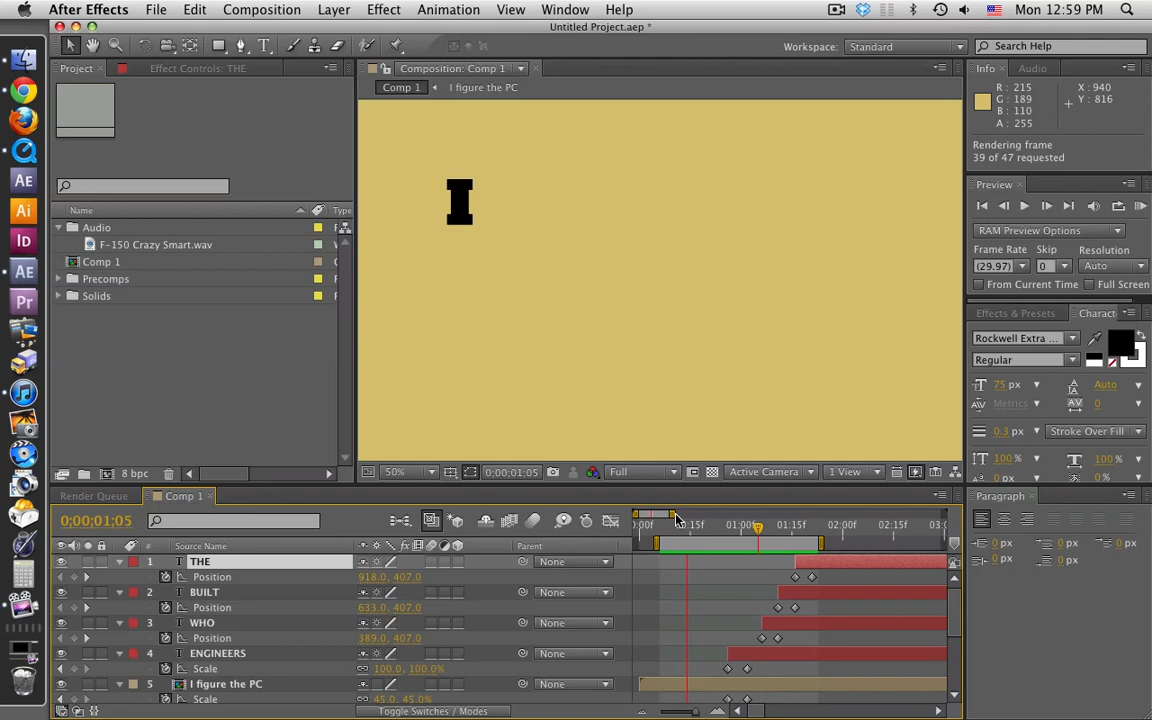 After Effects File Edit Composition Layer Effect Animation View Window Help Mon 12:59 PM
Untitled Project.aep *
Workspace: Standard Search Help
Project Effect Controls: THE Composition: Comp 1 Info Audio
Comp 1 I figure the PC
R: 215 X: 940
G: 189 Y: 816
B: 110
A: 255
Rendering frame
39 of 47 requested
I
Preview
Name Type
Audio
F-150 Crazy Smart.wav
Comp 1
Precomps
Solids
RAM Preview Options
Frame Rate Skip Resolution
(29.97) 0 Auto
From Current Time Full Screen
Effects & Presets Charact
Rockwell Extra ...
Regular
75 px Auto
Metrics 0
0.3 px Stroke Over Fill
100 % 100 %
0 px 0 %
8 bpc
50% 0;00;01;05 Full Active Camera 1 View
Render Queue Comp 1 Paragraph
0;00;01;05
:00f 0:15f 01:00f 01:15f 02:00f 02:15f 03:0
# Source Name Parent
1 THE None
Position 918.0, 407.0
2 BUILT None
Position 633.0, 407.0
3 WHO None
Position 389.0, 407.0
4 ENGINEERS None
Scale 100.0, 100.0%
5 I figure the PC None
Scale 45.0, 45.0%
Toggle Switches / Modes
0 px 0 px 0 px
0 px 0 px